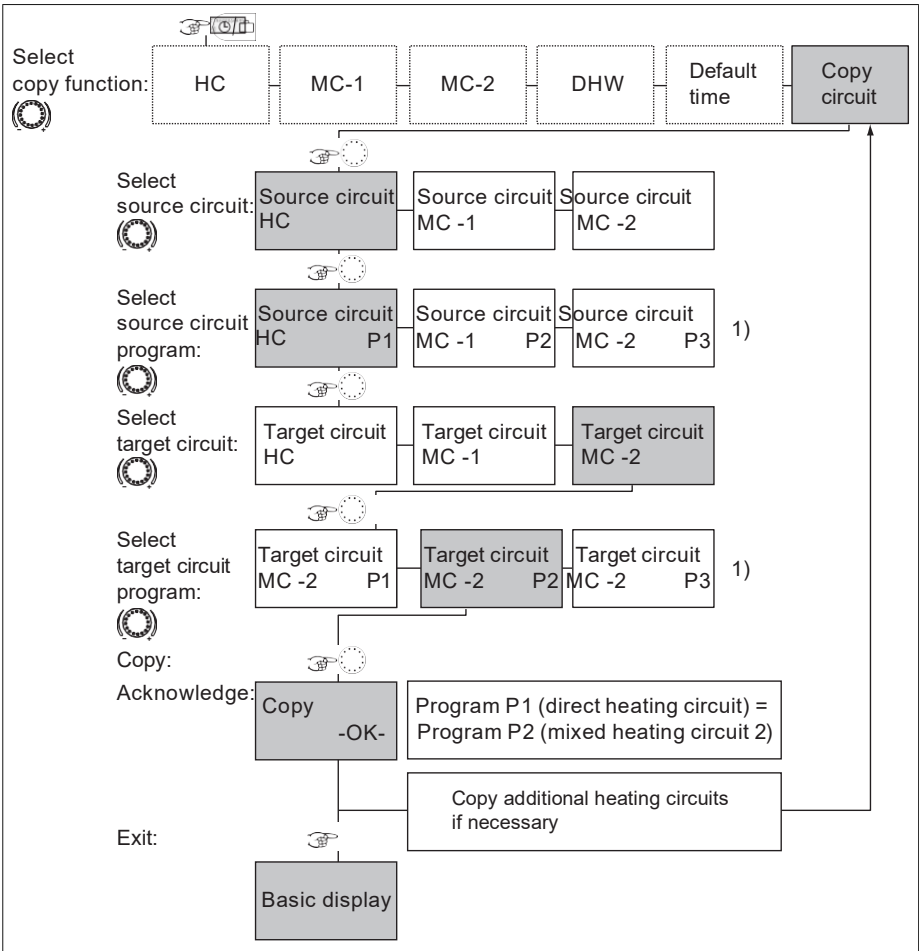 Select
copy function:
HC
MC-1
MC-2
DHW
Default
time
Copy
circuit
Select
source circuit:
Source circuit
HC
Source circuit
MC -1
Source circuit
MC -2
Select
source circuit
program:
Source circuit
HC P1
Source circuit
MC -1 P2
Source circuit
MC -2 P3
1)
Select
target circuit:
Target circuit
HC
Target circuit
MC -1
Target circuit
MC -2
Select
target circuit
program:
Target circuit
MC -2 P1
Target circuit
MC -2 P2
Target circuit
MC -2 P3
1)
Copy:
Acknowledge:
Copy
-OK-
Program P1 (direct heating circuit) =
Program P2 (mixed heating circuit 2)
Copy additional heating circuits
if necessary
Exit:
Basic display